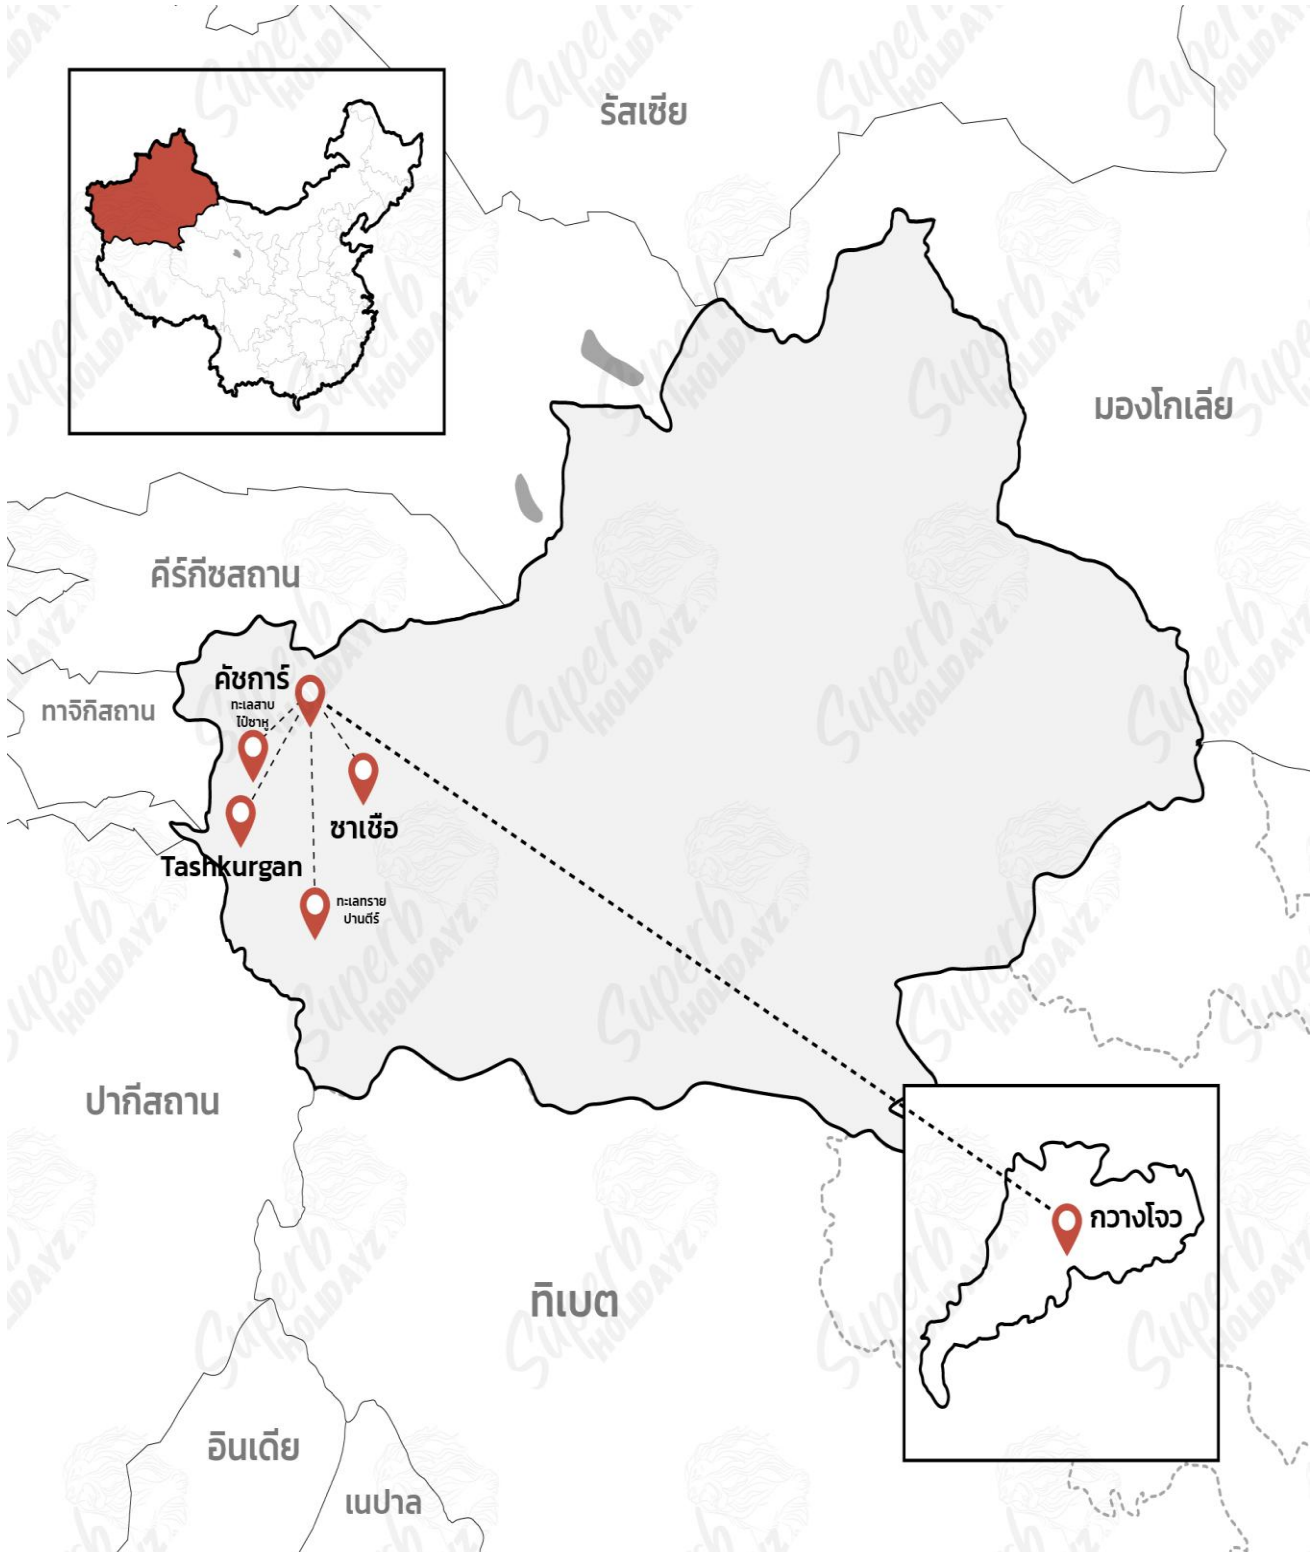 รัสเซีย
มองโกเลีย
คีร์กีซสถาน
คัชการ์
ทะเลสาบ
ไป๋ซาหู
ทาจิกิสถาน
ซาเชือ
Tashkurgan
ทะเลทราย
ปานตีร์
ปากีสถาน
กวางโจว
ทิเบต
อินเดีย
เนปาล
Superb
HOLIDAYZ